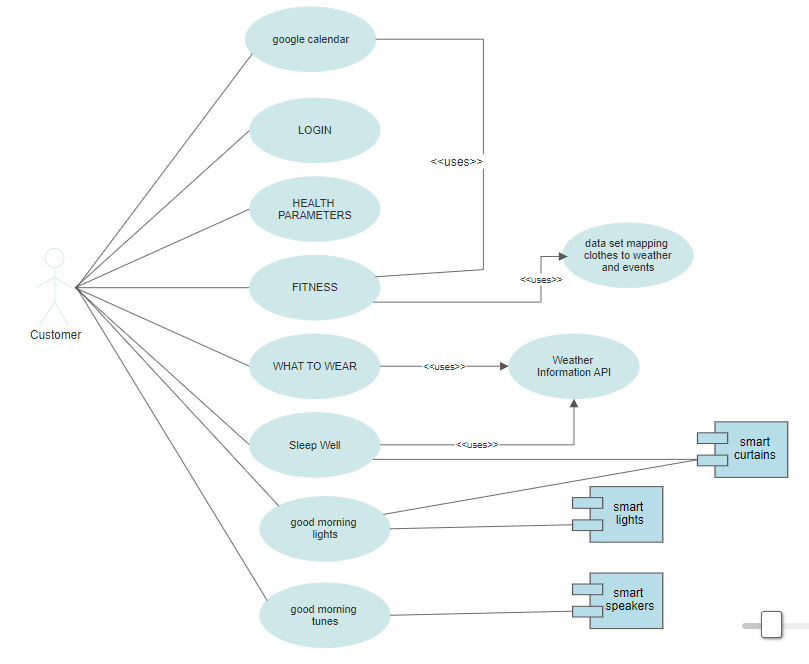 google calendar
LOGIN
<<uses>>
HEALTH
PARAMETERS
data set mapping
clothes to weather
and events
FITNESS
<<uses>>
Customer
WHAT TO WEAR
<<uses>>
Weather
Information API
Sleep Well
<<uses>>
smart
curtains
good morning
lights
smart
lights
good morning
tunes
smart
speakers